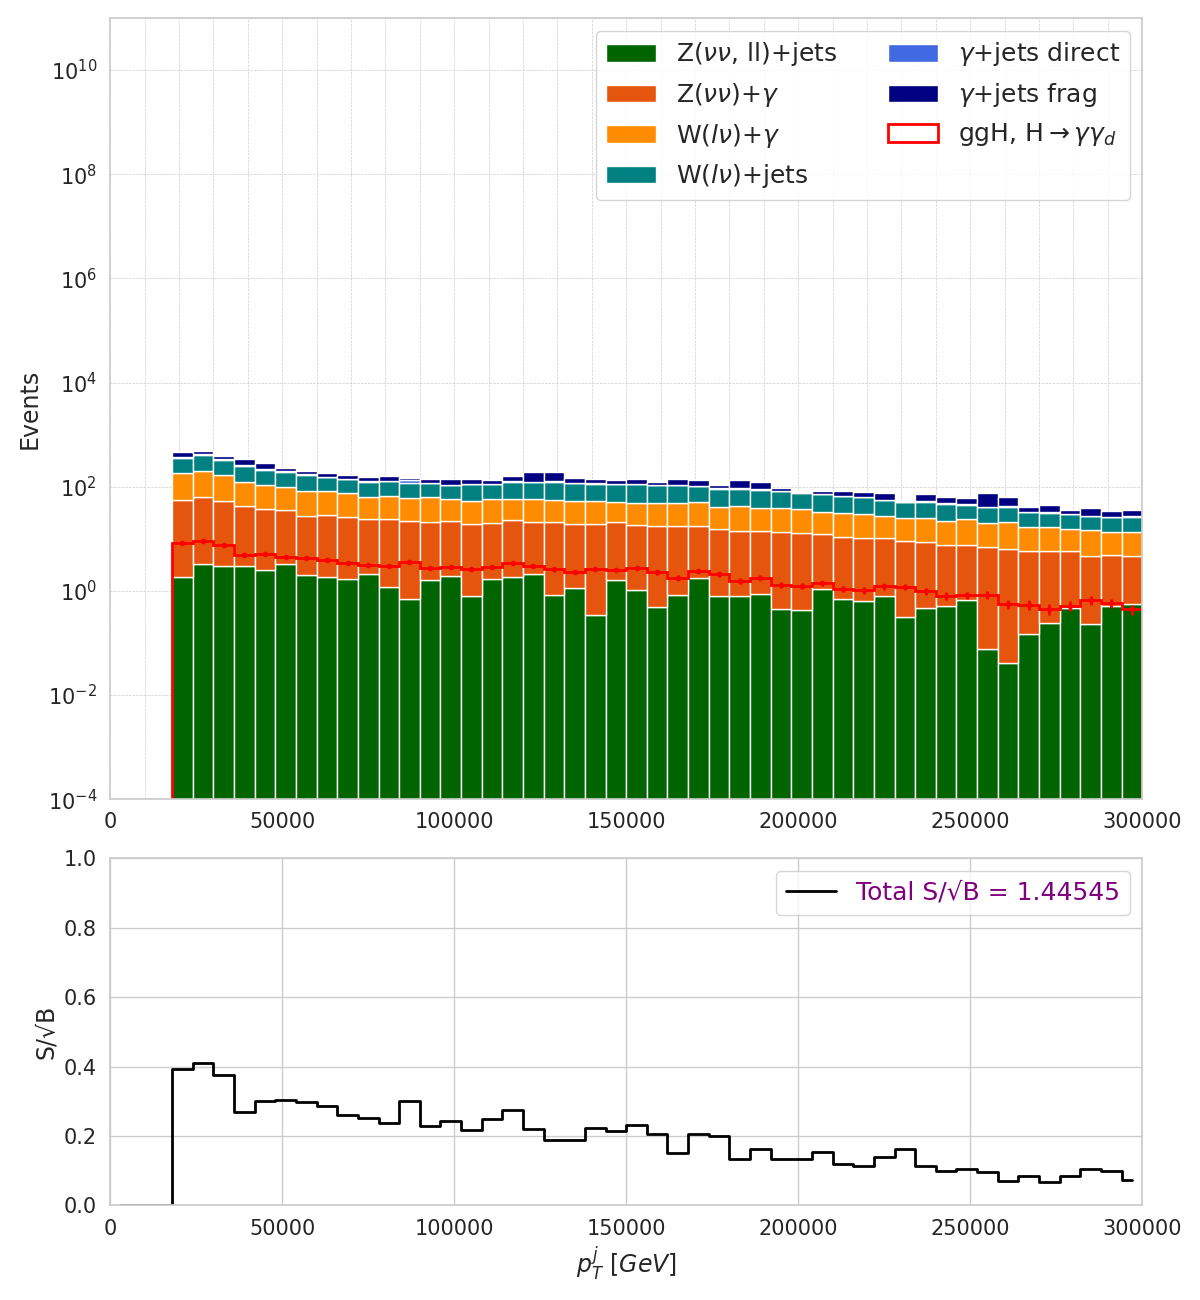 Z(νν, ll)+jets
Z(νν)+γ
W(lν)+γ
W(lν)+jets
γ+jets direct
γ+jets frag
ggH, H→γγ_d
Events
10^10
10^8
10^6
10^4
10^2
10^0
10^−2
10^−4
0 50000 100000 150000 200000 250000 300000
Total S/√B = 1.44545
S/√B
1.0
0.8
0.6
0.4
0.2
0.0
0 50000 100000 150000 200000 250000 300000
p_T^j [GeV]